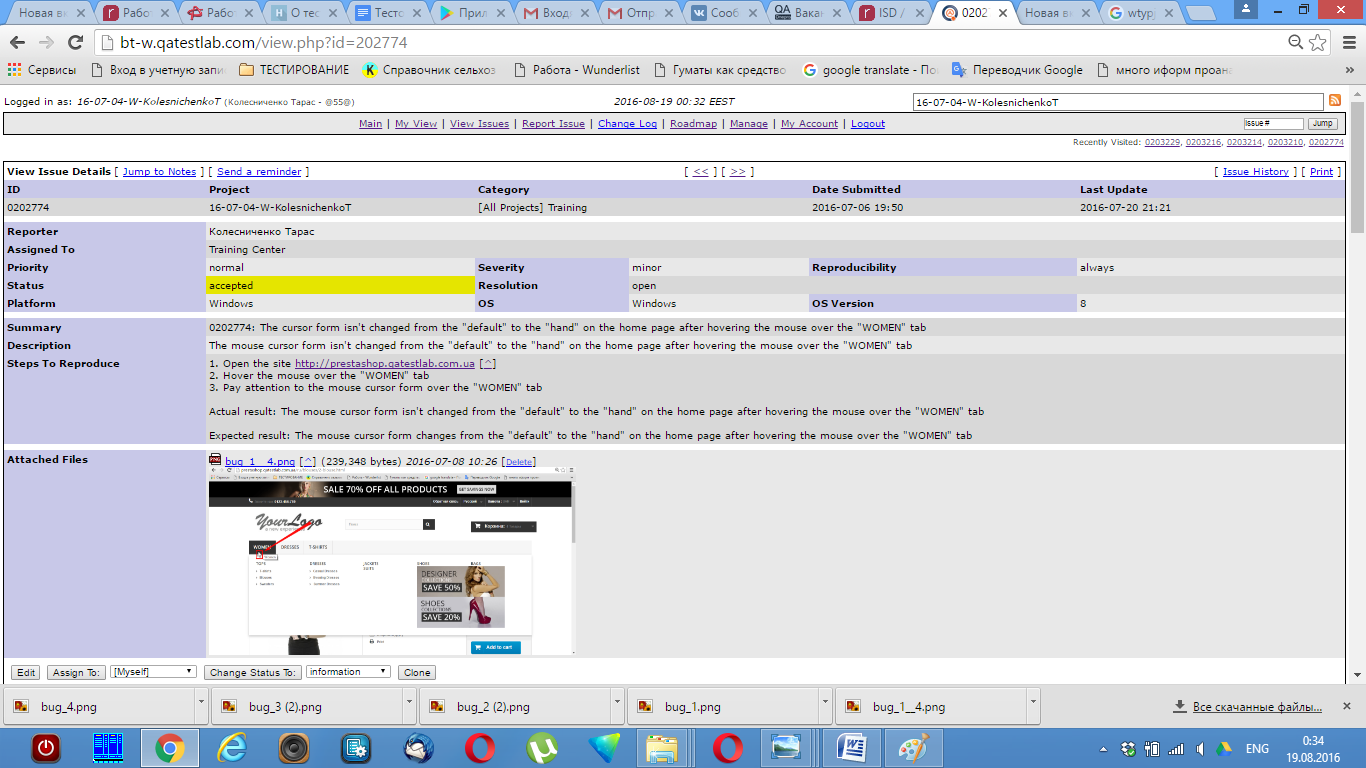 Новая вк
Работ
Работ
О тес
Тесто
Прил
Вход
Отпр
Сооб
Вакан
ISD
0202
Новая вк
wtyp
bt-w.qatestlab.com/view.php?id=202774
Сервисы Вход в учетную запи ТЕСТИРОВАНИЕ Справочник сельхоз Работа - Wunderlist Гуматы как средство google translate - По Переводчик Google много иформ проан »
Logged in as: 16-07-04-W-KolesnichenkoT (Колесниченко Тарас - @55@) 2016-08-19 00:32 EEST 16-07-04-W-KolesnichenkoT
Main | My View | View Issues | Report Issue | Change Log | Roadmap | Manage | My Account | Logout Issue # Jump
Recently Visited: 0203229, 0203216, 0203214, 0203210, 0202774
View Issue Details [ Jump to Notes ] [ Send a reminder ] [ << ] [ >> ] [ Issue History ] [ Print ]
ID Project Category Date Submitted Last Update
0202774 16-07-04-W-KolesnichenkoT [All Projects] Training 2016-07-06 19:50 2016-07-20 21:21
Reporter Колесниченко Тарас
Assigned To Training Center
Priority normal Severity minor Reproducibility always
Status accepted Resolution open
Platform Windows OS Windows OS Version 8
Summary 0202774: The cursor form isn't changed from the "default" to the "hand" on the home page after hovering the mouse over the "WOMEN" tab
Description The mouse cursor form isn't changed from the "default" to the "hand" on the home page after hovering the mouse over the "WOMEN" tab
Steps To Reproduce 1. Open the site http://prestashop.qatestlab.com.ua [^]
2. Hover the mouse over the "WOMEN" tab
3. Pay attention to the mouse cursor form over the "WOMEN" tab
Actual result: The mouse cursor form isn't changed from the "default" to the "hand" on the home page after hovering the mouse over the "WOMEN" tab
Expected result: The mouse cursor form changes from the "default" to the "hand" on the home page after hovering the mouse over the "WOMEN" tab
Attached Files bug_1__4.png [^] (239,348 bytes) 2016-07-08 10:26 [Delete]
SALE 70% OFF ALL PRODUCTS GET SAVINGS NOW
YourLogo
Корзина
WOMEN DRESSES T-SHIRTS
TOPS DRESSES JACKETS SUITS SHOES BAGS
DESIGNER
COLLECTIONS
SAVE 50%
SHOES
COLLECTIONS
SAVE 20%
Add to cart
Edit Assign To: [Myself] Change Status To: information Clone
bug_4.png bug_3 (2).png bug_2 (2).png bug_1.png bug_1__4.png Все скачанные файлы...
ENG 0:34
19.08.2016